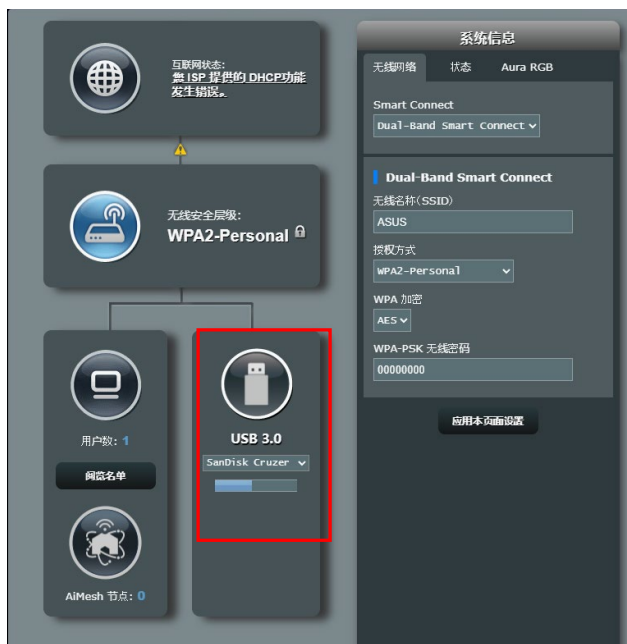 互联网状态:
您 ISP 提供的 DHCP功能
发生错误。
无线安全层级:
WPA2-Personal
用户数: 1
阅览名单
AiMesh 节点: 0
USB 3.0
SanDisk Cruzer
系统信息
无线网络 状态 Aura RGB
Smart Connect
Dual-Band Smart Connect
Dual-Band Smart Connect
无线名称(SSID)
ASUS
授权方式
WPA2-Personal
WPA 加密
AES
WPA-PSK 无线密码
00000000
应用本页面设置